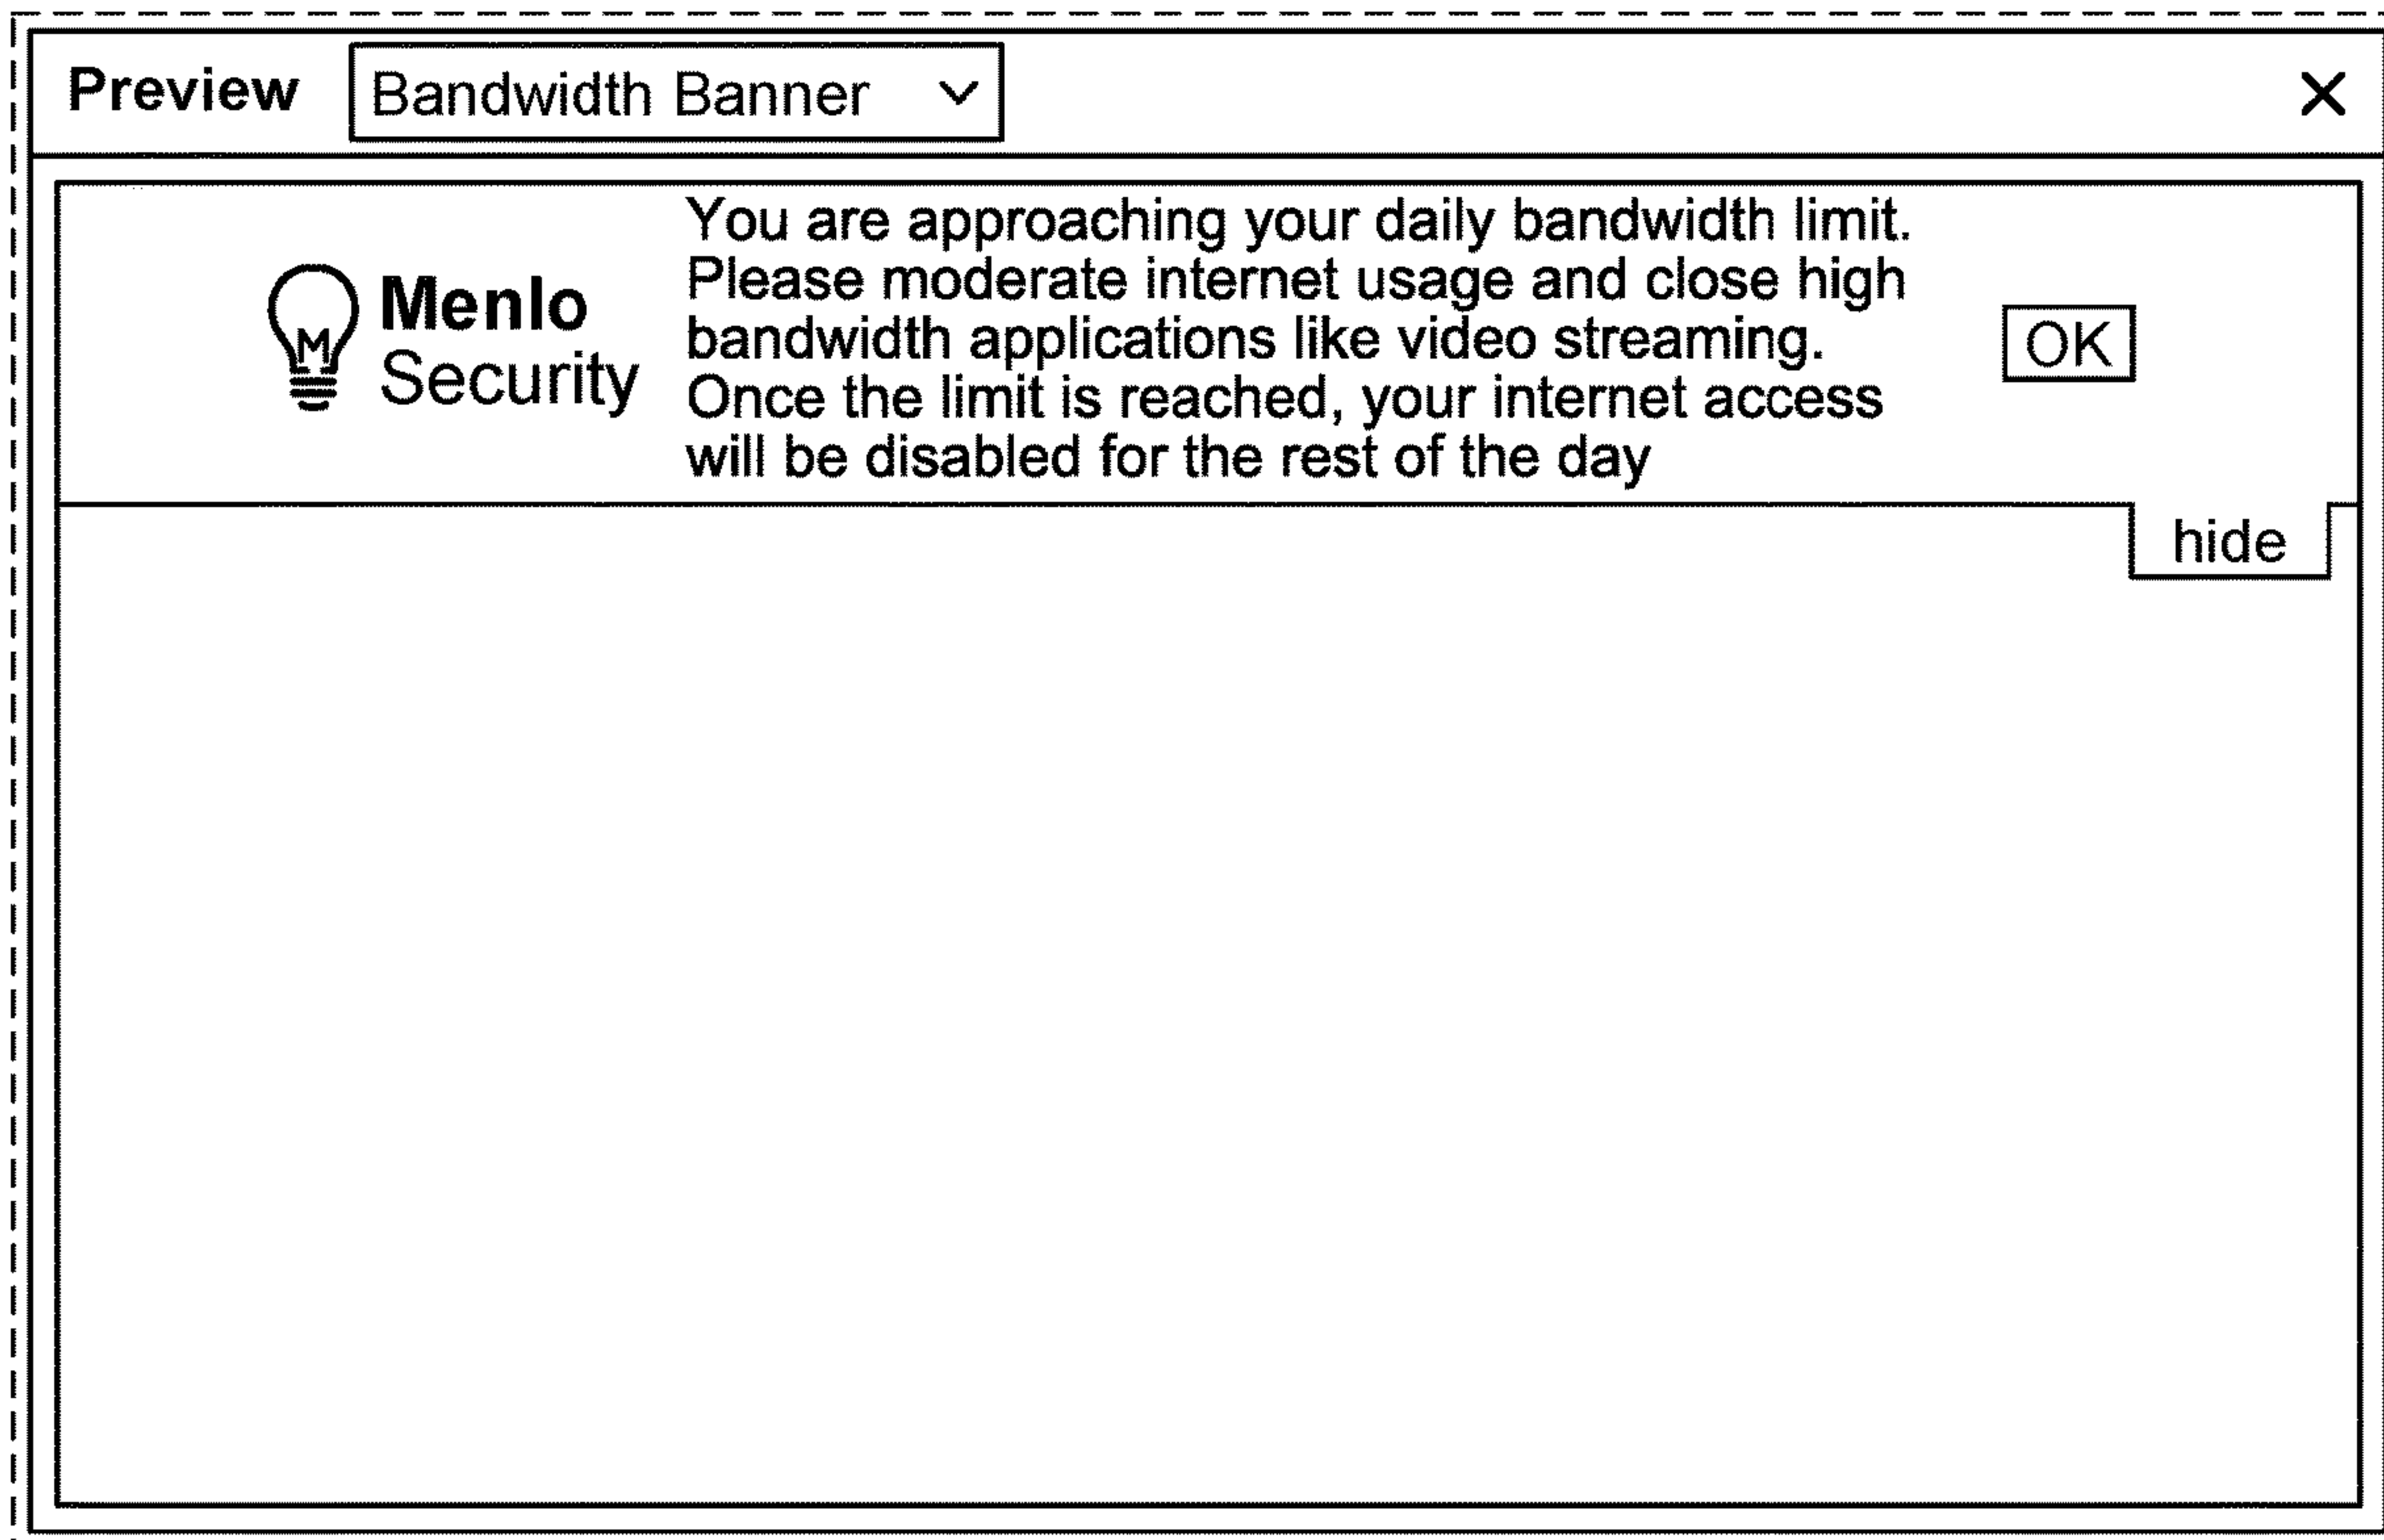 Preview
Bandwidth Banner
Menlo
Security
M
You are approaching your daily bandwidth limit.
Please moderate internet usage and close high
bandwidth applications like video streaming.
Once the limit is reached, your internet access
will be disabled for the rest of the day
OK
hide